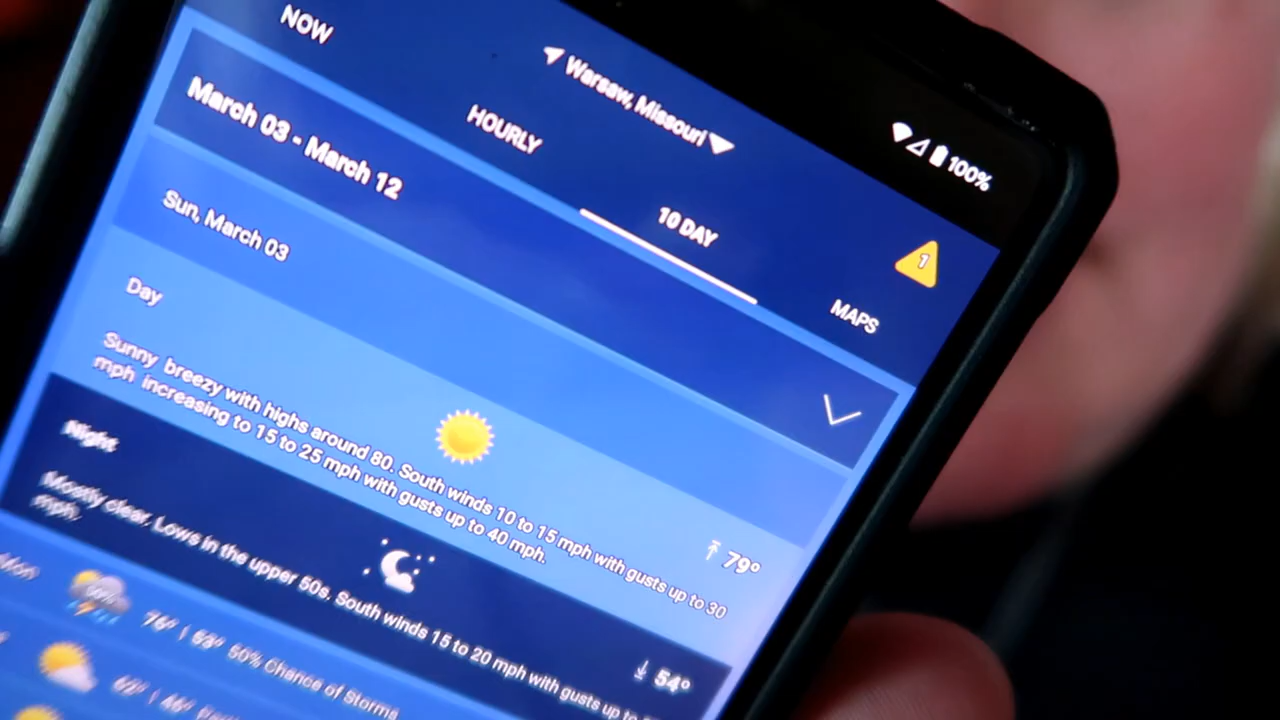 Warsaw, Missouri
100%
NOW
HOURLY
10 DAY
MAPS
1
March 03 - March 12
Sun, March 03
Day
79°
Sunny breezy with highs around 80. South winds 10 to 15 mph with gusts up to 30
mph increasing to 15 to 25 mph with gusts up to 40 mph.
Night
54°
Mostly clear. Lows in the upper 50s. South winds 15 to 20 mph with gusts up to
mph.
Mon
76° | 63° 50% Chance of Storms